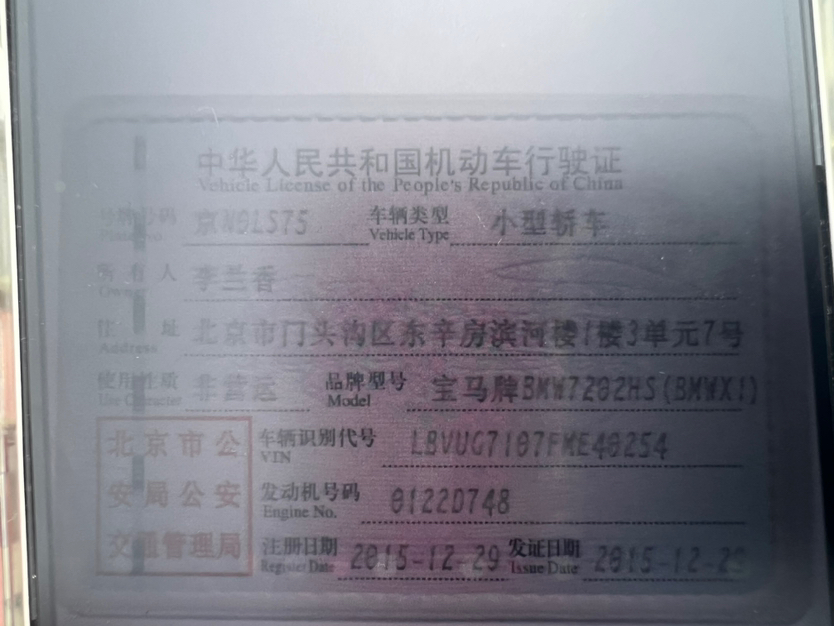 中华人民共和国机动车行驶证
Vehicle License of the People's Republic of China
号牌号码 京N0LS75 车辆类型 小型轿车
Plate No. Vehicle Type
所有人 李兰香
Owner
住址 北京市门头沟区东辛房滨河楼1楼3单元7号
Address
使用性质 非营运 品牌型号 宝马牌BMW7202HS(BMWX1)
Use Character Model
北京市公
安局公安
交通管理局
车辆识别代号 LBVUG7107FME40254
VIN
发动机号码 0122D748
Engine No.
注册日期 2015-12-29 发证日期 2015-12-29
Register Date Issue Date